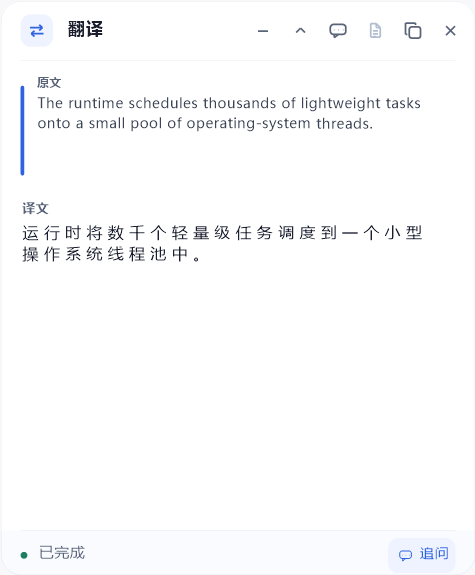 翻译
原文
The runtime schedules thousands of lightweight tasks
onto a small pool of operating-system threads.
译文
运行时将数千个轻量级任务调度到一个小型
操作系统线程池中。
已完成
追问